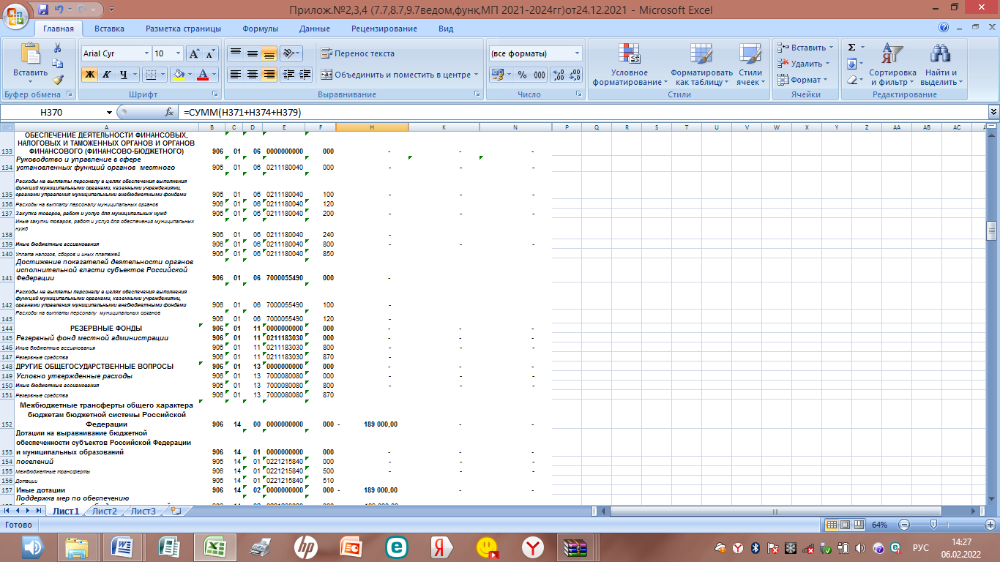 Прилож.№2,3,4 (7.7,8.7,9.7ведом,функ,МП 2021-2024гг)от24.12.2021 - Microsoft Excel
Главная Вставка Разметка страницы Формулы Данные Рецензирование Вид
Вставить
Arial Cyr 10
Ж К Ч
Перенос текста
Объединить и поместить в центре
(все форматы)
% 000
Условное форматирование
Форматировать как таблицу
Стили ячеек
Вставить
Удалить
Формат
Сортировка и фильтр
Найти и выделить
Буфер обмена Шрифт Выравнивание Число Стили Ячейки Редактирование
H370 fx =СУММ(H371+H374+H379)
A B C D E F H K N P Q R S T U V W X Y Z AA AB AC
ОБЕСПЕЧЕНИЕ ДЕЯТЕЛЬНОСТИ ФИНАНСОВЫХ,
НАЛОГОВЫХ И ТАМОЖЕННЫХ ОРГАНОВ И ОРГАНОВ
133 ФИНАНСОВОГО (ФИНАНСОВО-БЮДЖЕТНОГО) 906 01 06 0000000000 000 - - -
Руководство и управление в сфере
134 установленных функций органов местного 906 01 06 0211180040 000 - - -
Расходы на выплаты персоналу в целях обеспечения выполнения
функций муниципальными органами, казенными учреждениями,
135 органами управления муниципальными внебюджетными фондами 906 01 06 0211180040 100 - - -
136 Расходы на выплату персоналу муниципальных органов 906 01 06 0211180040 120 - - -
137 Закупка товаров, работ и услуг для муниципальных нужд 906 01 06 0211180040 200 - - -
Иные закупки товаров, работ и услуг для обеспечения муниципальных
нужд
138 906 01 06 0211180040 240 -
139 Иные бюджетные ассигнования 906 01 06 0211180040 800 - - -
140 Уплата налогов, сборов и иных платежей 906 01 06 0211180040 850 -
Достижение показателей деятельности органов
исполнительной власти субъектов Российской
141 Федерации 906 01 06 7000055490 000 -
Расходы на выплаты персоналу в целях обеспечения выполнения
функций муниципальными органами, казенными учреждениями,
142 органами управления муниципальными внебюджетными фондами 906 01 06 7000055490 100 -
Расходы на выплаты персоналу муниципальных органов
143 906 01 06 7000055490 120 -
144 РЕЗЕРВНЫЕ ФОНДЫ 906 01 11 0000000000 000 - - -
145 Резервный фонд местной администрации 906 01 11 0211183030 000 - - -
146 Иные бюджетные ассигнования 906 01 11 0211183030 800 - - -
147 Резервные средства 906 01 11 0211183030 870 - - -
148 ДРУГИЕ ОБЩЕГОСУДАРСТВЕННЫЕ ВОПРОСЫ 906 01 13 0000000000 000 - - -
149 Условно утвержденные расходы 906 01 13 7000080080 000 - - -
150 Иные бюджетные ассигнования 906 01 13 7000080080 800 - - -
151 Резервные средства 906 01 13 7000080080 870
Межбюджетные трансферты общего характера
бюджетам бюджетной системы Российской
152 Федерации 906 14 00 0000000000 000 - 189 000,00 - -
Дотации на выравнивание бюджетной
обеспеченности субъектов Российской Федерации
153 и муниципальных образований 906 14 01 0000000000 000 - - -
154 поселений 906 14 01 0221215840 000 - - -
155 Межбюджетные трансферты 906 14 01 0221215840 500 - - -
156 Дотации 906 14 01 0221215840 510 - - -
157 Иные дотации 906 14 02 0000000000 000 - 189 000,00 - -
Поддержка мер по обеспечению
Лист1 Лист2 Лист3
Готово 64%
РУС 14:27
06.02.2022